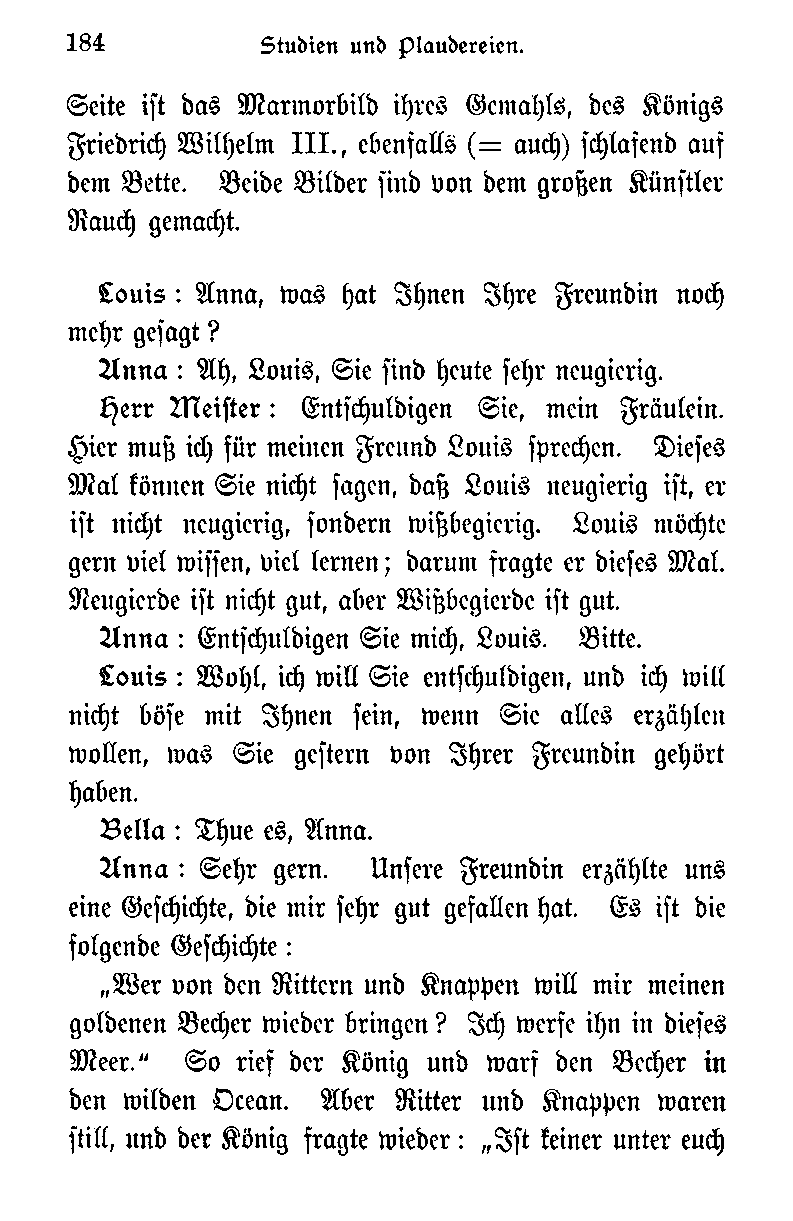 184 Studien und Plaudereien.
Seite ist das Marmorbild ihres Gemahls, des Königs
Friedrich Wilhelm III., ebenfalls (= auch) schlafend auf
dem Bette. Beide Bilder sind von dem großen Künstler
Rauch gemacht.
Louis : Anna, was hat Ihnen Ihre Freundin noch
mehr gesagt ?
Anna : Ah, Louis, Sie sind heute sehr neugierig.
Herr Meister : Entschuldigen Sie, mein Fräulein.
Hier muß ich für meinen Freund Louis sprechen. Dieses
Mal können Sie nicht sagen, daß Louis neugierig ist, er
ist nicht neugierig, sondern wißbegierig. Louis möchte
gern viel wissen, viel lernen; darum fragte er dieses Mal.
Neugierde ist nicht gut, aber Wißbegierde ist gut.
Anna : Entschuldigen Sie mich, Louis. Bitte.
Louis : Wohl, ich will Sie entschuldigen, und ich will
nicht böse mit Ihnen sein, wenn Sie alles erzählen
wollen, was Sie gestern von Ihrer Freundin gehört
haben.
Bella : Thue es, Anna.
Anna : Sehr gern. Unsere Freundin erzählte uns
eine Geschichte, die mir sehr gut gefallen hat. Es ist die
folgende Geschichte :
„Wer von den Rittern und Knappen will mir meinen
goldenen Becher wieder bringen ? Ich werfe ihn in dieses
Meer.“ So rief der König und warf den Becher in
den wilden Ocean. Aber Ritter und Knappen waren
still, und der König fragte wieder : „Ist keiner unter euch